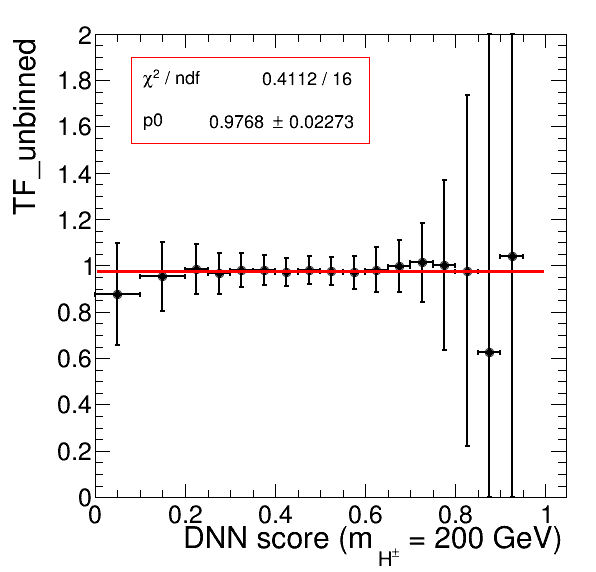 TF_unbinned
χ² / ndf 0.4112 / 16
p0 0.9768 ± 0.02273
2
1.8
1.6
1.4
1.2
1
0.8
0.6
0.4
0.2
0
0 0.2 0.4 0.6 0.8 1
DNN score (m_H± = 200 GeV)